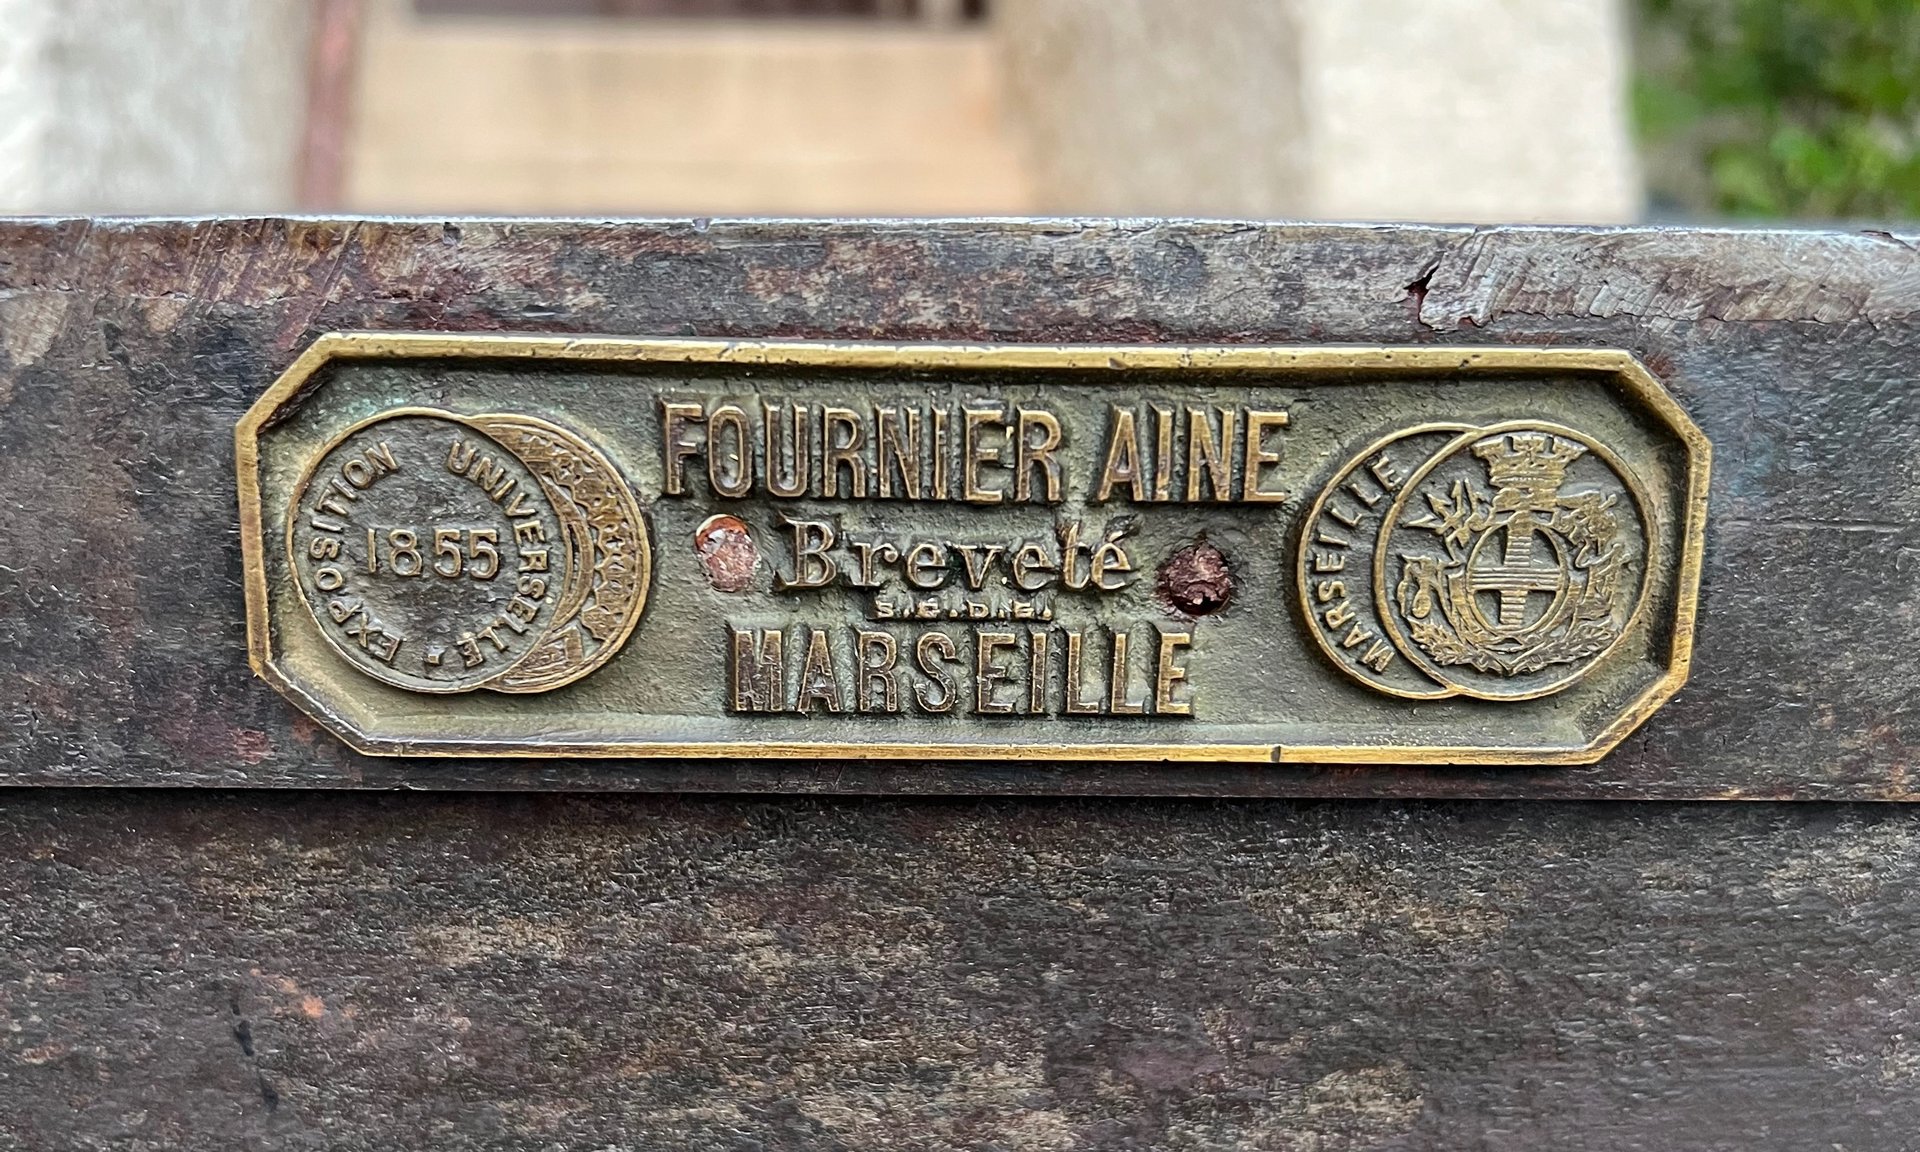 EXPOSITION UNIVERSELLE.
1855
FOURNIER AINE
Breveté
S.G.D.G.
MARSEILLE
MARSEILLE